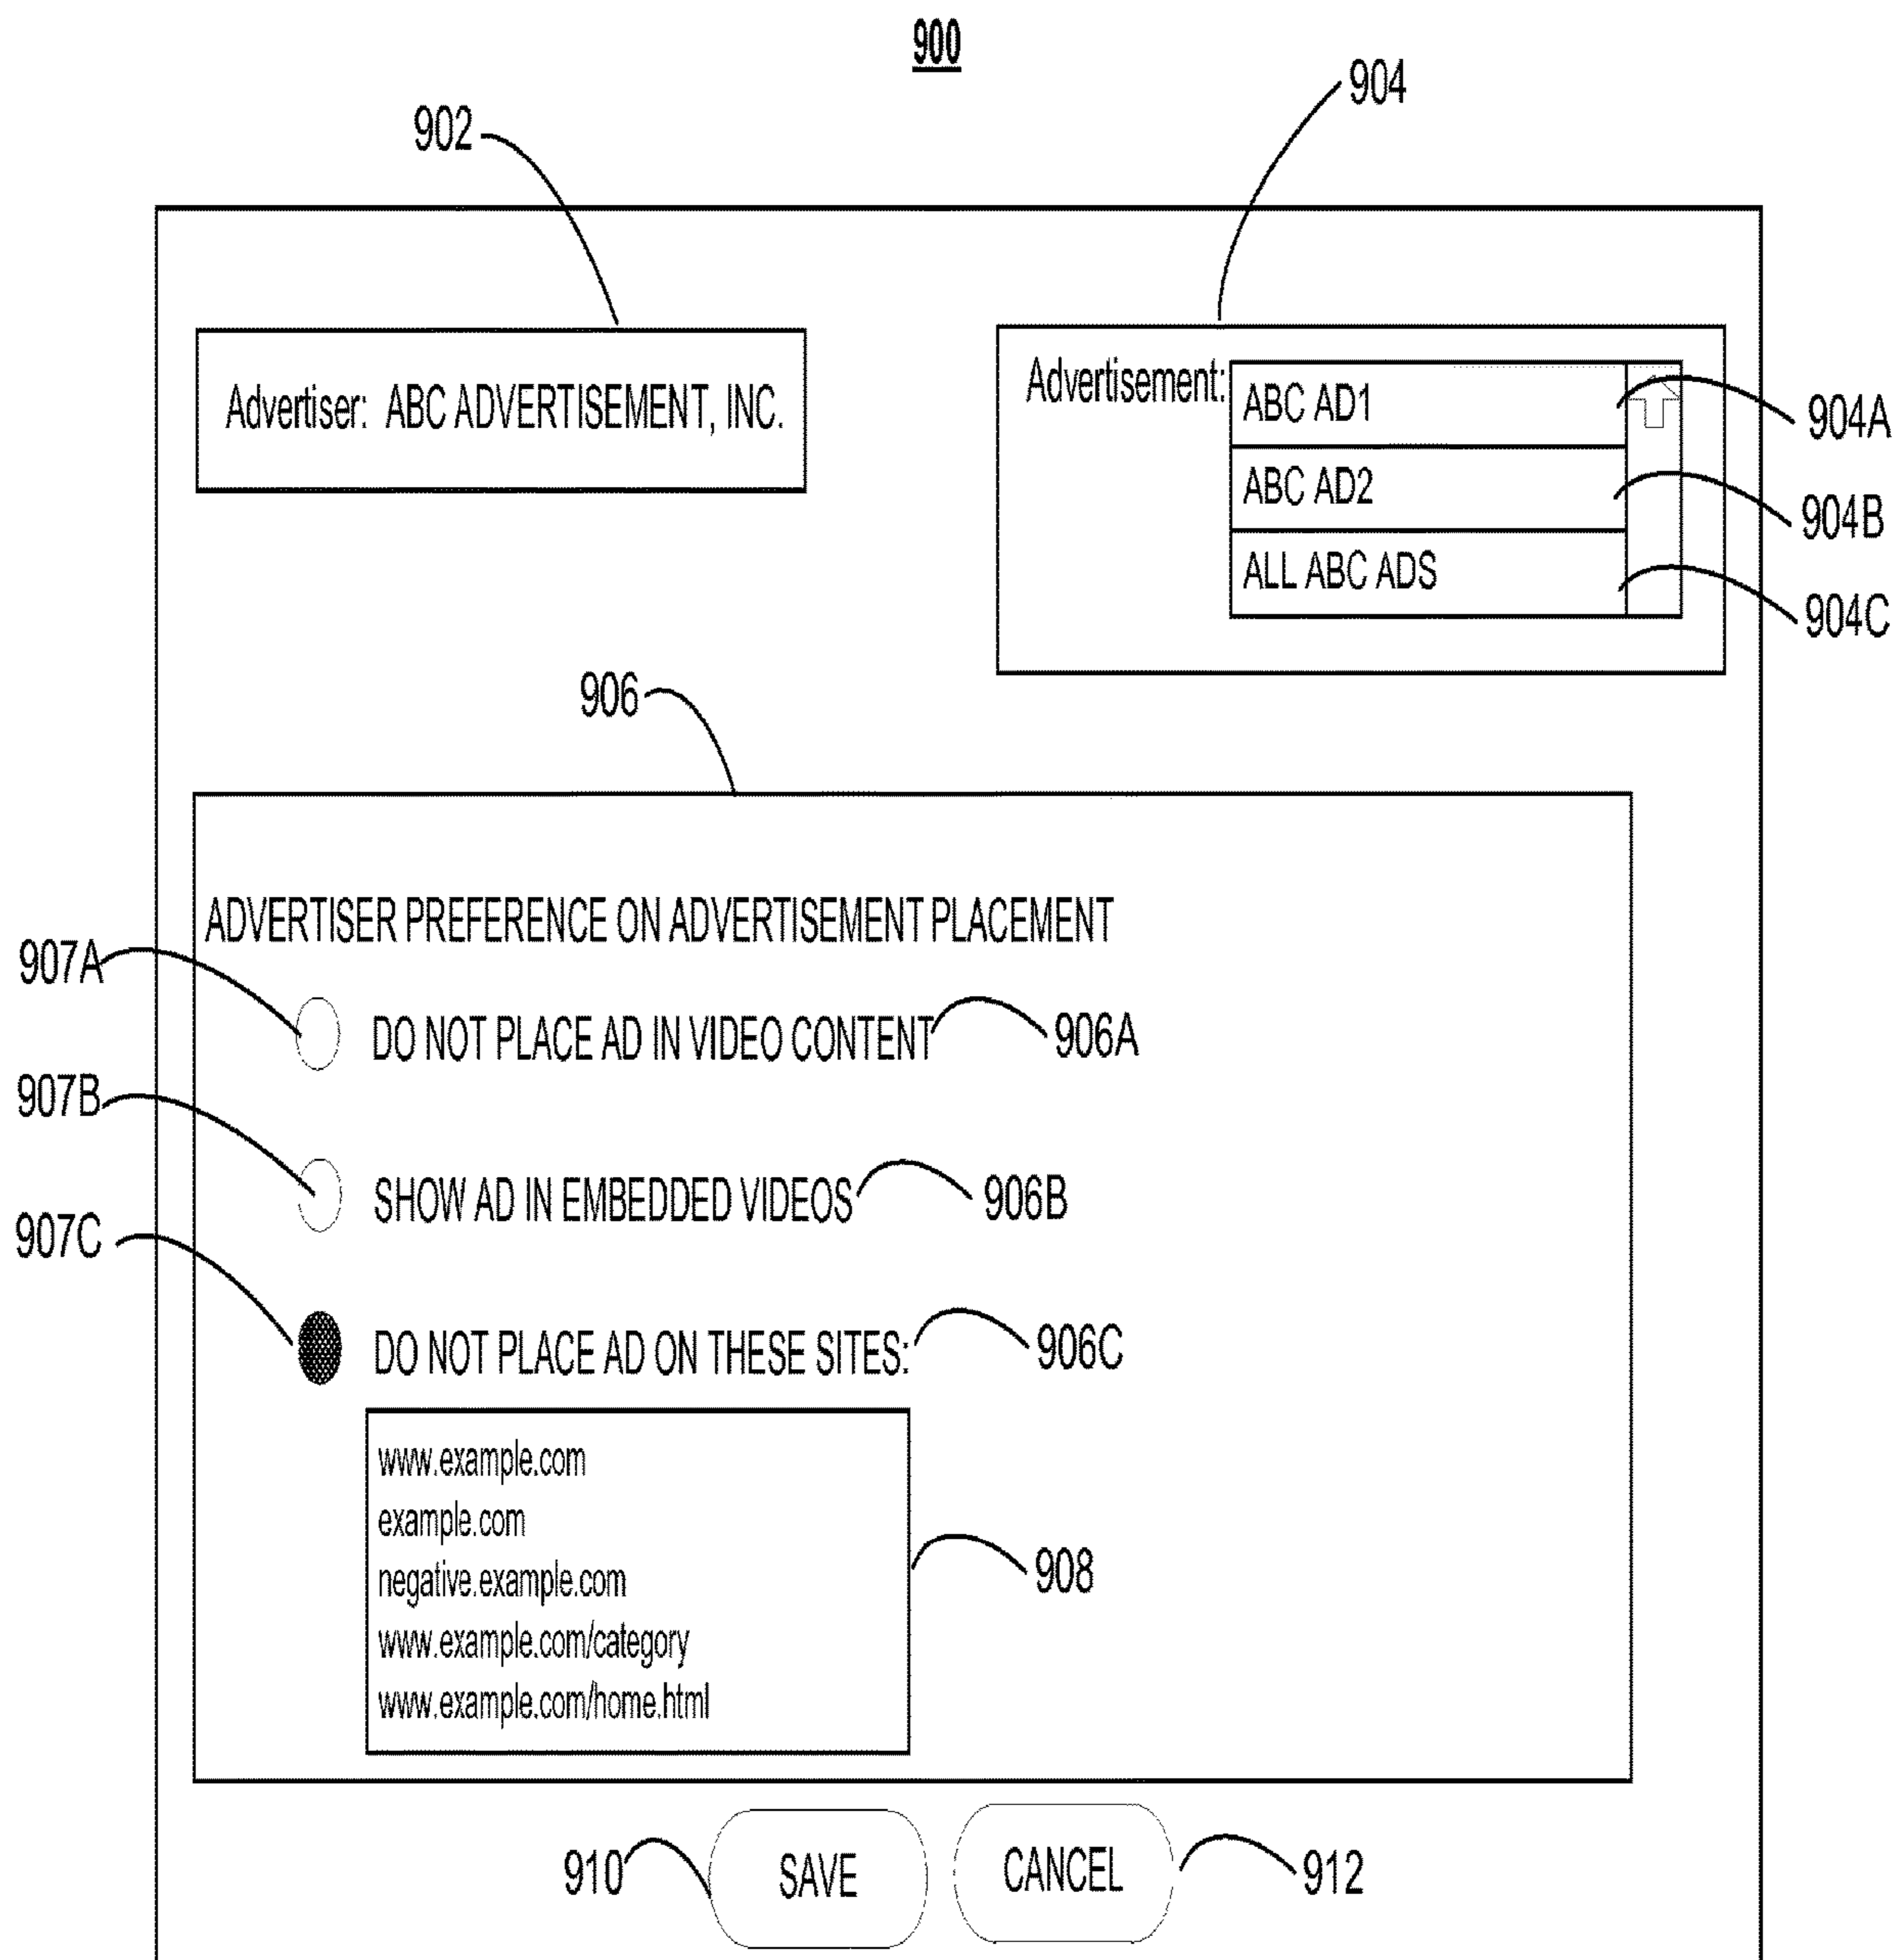 900
904
902
Advertiser: ABC ADVERTISEMENT, INC.
Advertisement:
ABC AD1
904A
ABC AD2
904B
ALL ABC ADS
904C
906
ADVERTISER PREFERENCE ON ADVERTISEMENT PLACEMENT
907A
DO NOT PLACE AD IN VIDEO CONTENT
906A
907B
SHOW AD IN EMBEDDED VIDEOS
906B
907C
DO NOT PLACE AD ON THESE SITES:
906C
www.example.com
example.com
negative.example.com
www.example.com/category
www.example.com/home.html
908
910
SAVE
CANCEL
912